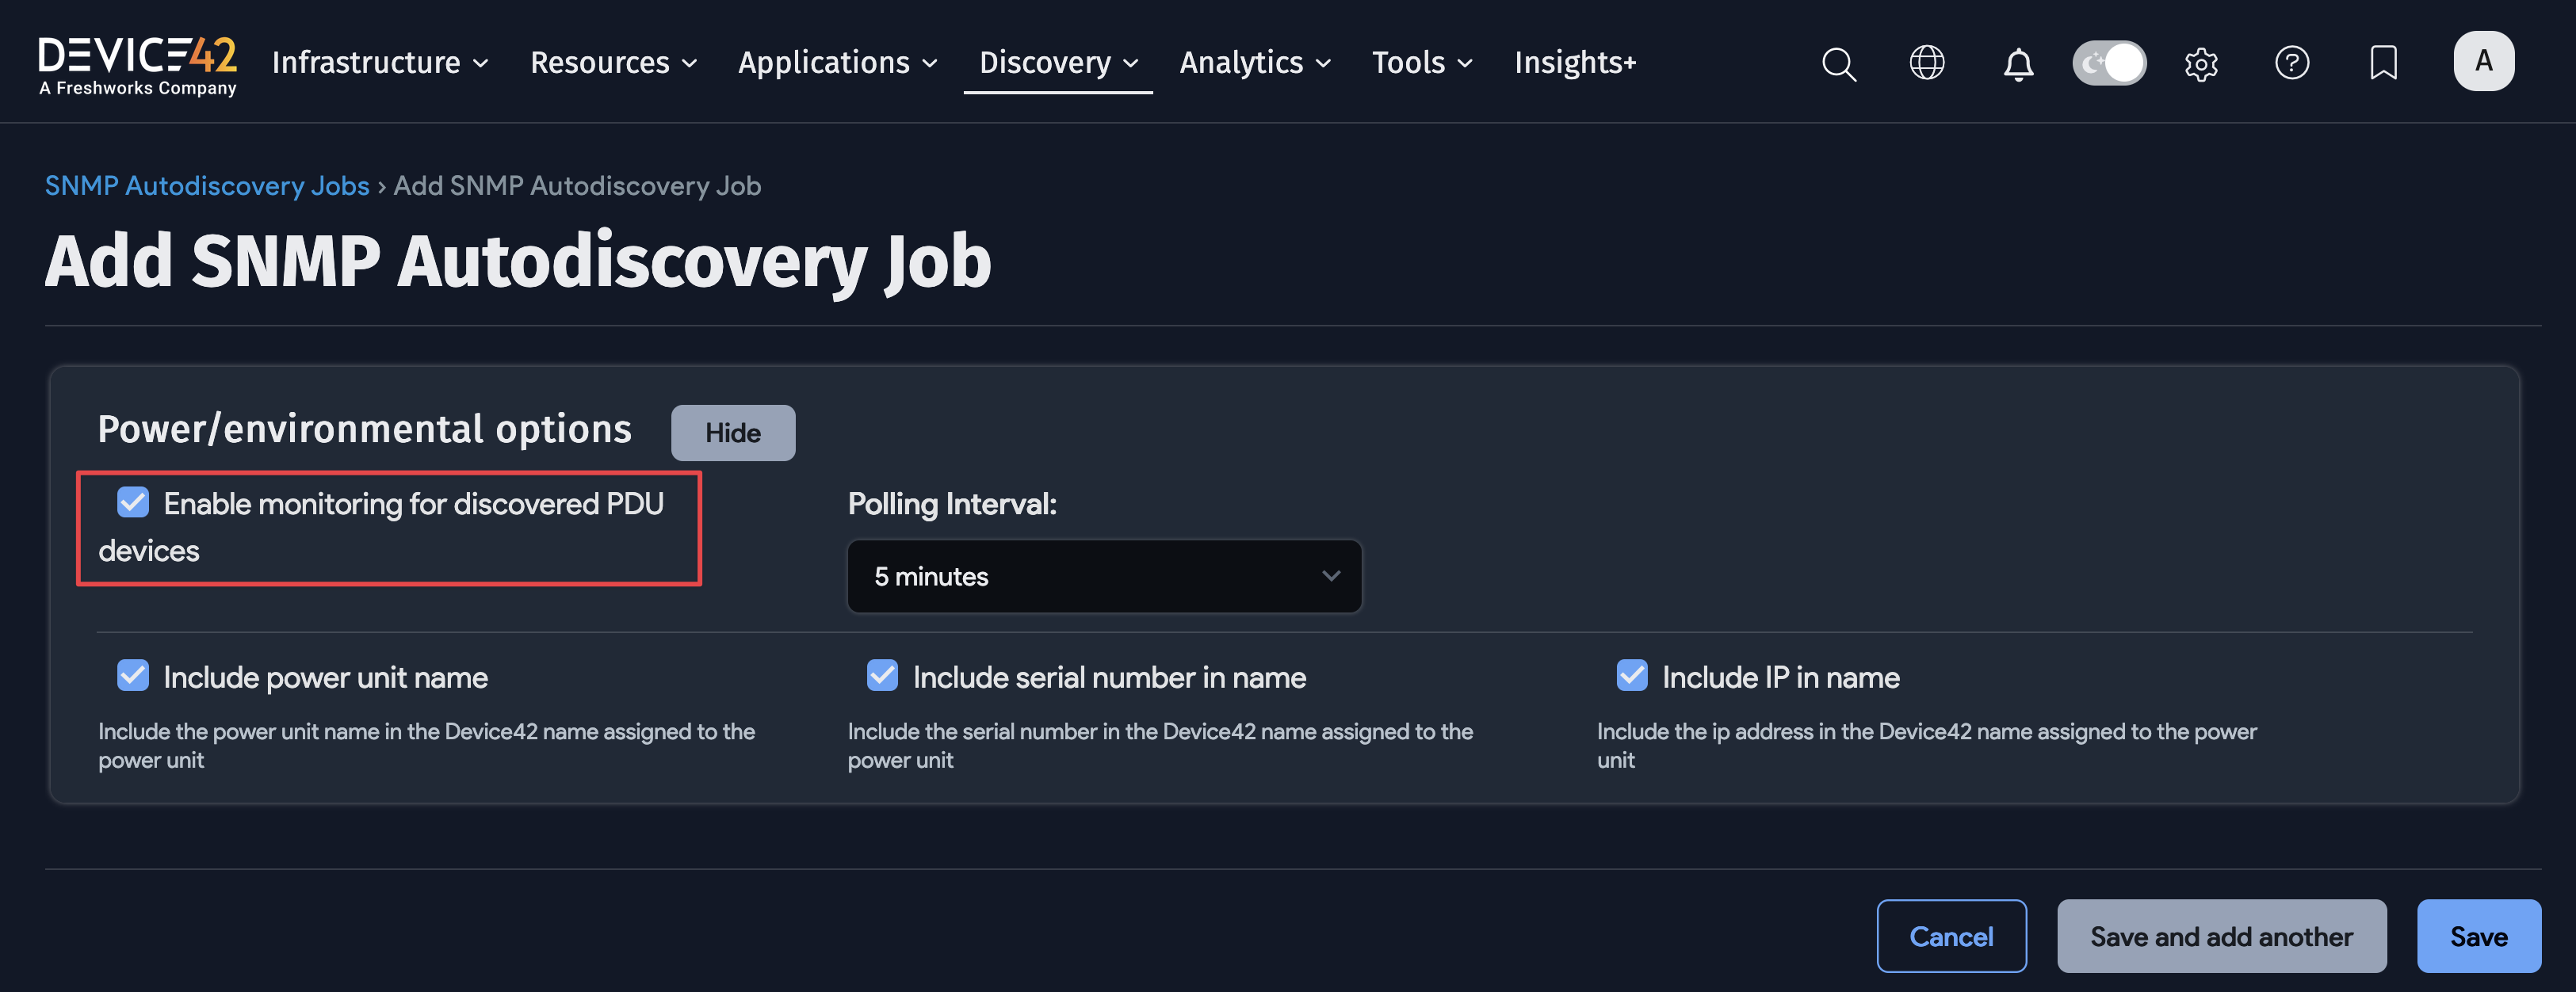 DEVICE42
A Freshworks Company
Infrastructure
Resources
Applications
Discovery
Analytics
Tools
Insights+
A
SNMP Autodiscovery Jobs › Add SNMP Autodiscovery Job
Add SNMP Autodiscovery Job
Power/environmental options
Hide
Enable monitoring for discovered PDU
devices
Polling Interval:
5 minutes
Include power unit name
Include the power unit name in the Device42 name assigned to the
power unit
Include serial number in name
Include the serial number in the Device42 name assigned to the
power unit
Include IP in name
Include the ip address in the Device42 name assigned to the power
unit
Cancel
Save and add another
Save